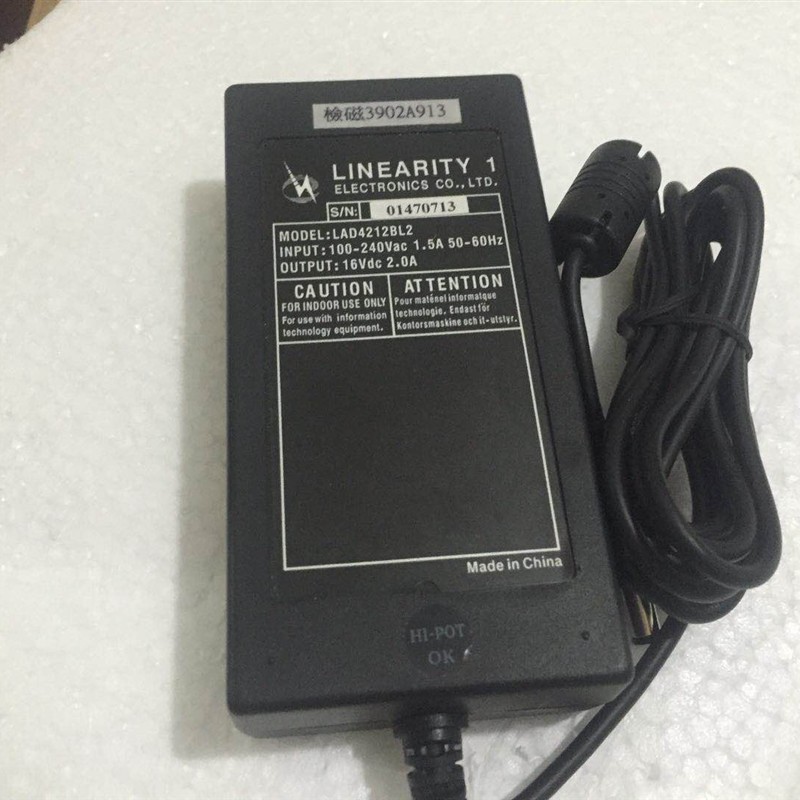 檢磁3902A913
LINEARITY 1
ELECTRONICS CO., LTD.
S/N: 01470713
MODEL: LAD4212BL2
INPUT: 100-240Vac 1.5A 50-60Hz
OUTPUT: 16Vdc 2.0A
CAUTION
FOR INDOOR USE ONLY
For use with information
technology equipment.
ATTENTION
Pour matériel informatique
technologie. Endast för
Kontorsmaskine och it-utstyr.
Made in China
HI-POT
OK